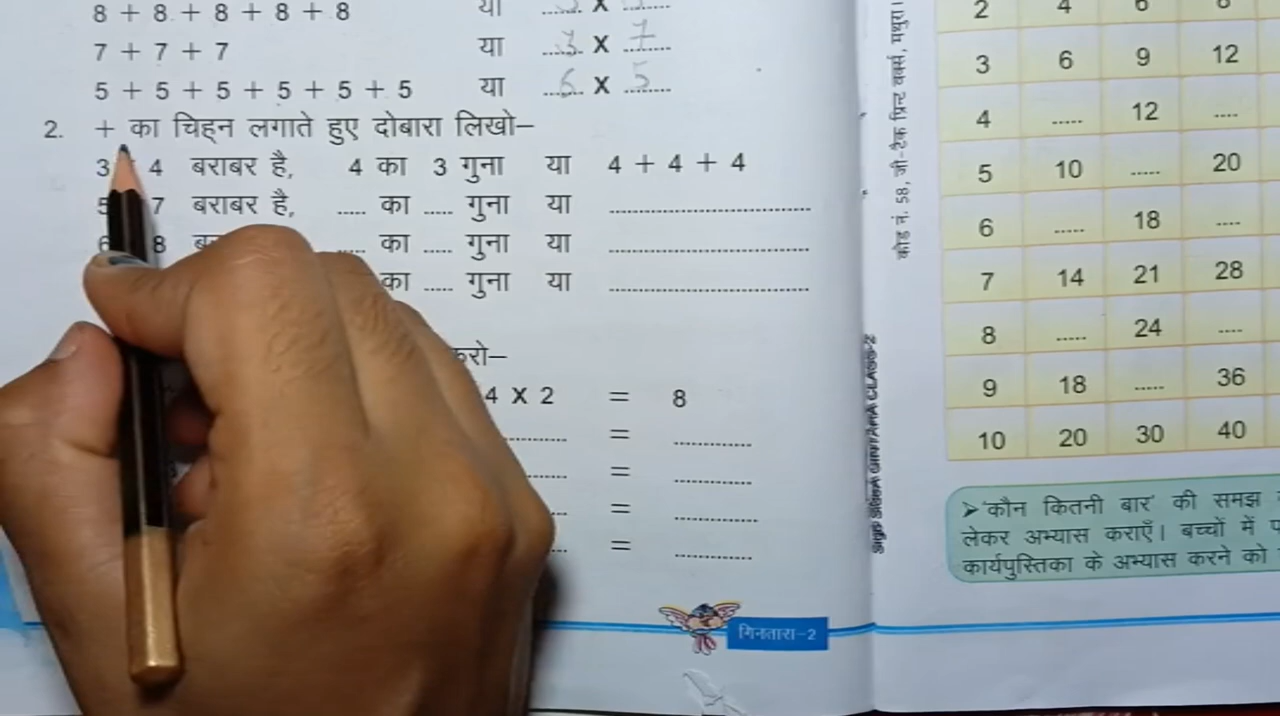 8 + 8 + 8 + 8 + 8 या ..... X .....
7 + 7 + 7 या 3 X 7
5 + 5 + 5 + 5 + 5 + 5 या 6 X 5
2. + का चिह्न लगाते हुए दोबारा लिखो–
3 4 बराबर है, 4 का 3 गुना या 4 + 4 + 4
5 7 बराबर है, ..... का ..... गुना या ..........
6 8 ..... का ..... गुना या ..........
का ..... गुना या ..........
करो–
4 X 2 = 8
.......... = ..........
.......... = ..........
.......... = ..........
.......... = ..........
गिनतारा-2
कोड नं. 58, जी-टैक प्रिन्ट वर्क्स, मथुरा।
2 4 6 8
3 6 9 12
4 ..... 12 ....
5 10 ..... 20
6 ..... 18 ....
7 14 21 28
8 ..... 24 ....
9 18 ..... 36
10 20 30 40
➢'कौन कितनी बार' की समझ
लेकर अभ्यास कराएँ। बच्चों में
कार्यपुस्तिका के अभ्यास करने को